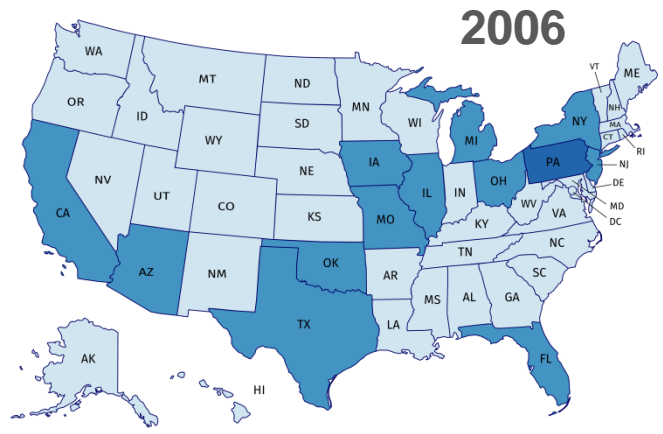 2006
WA
OR
CA
NV
ID
MT
WY
UT
AZ
CO
NM
ND
SD
NE
KS
OK
TX
MN
IA
MO
AR
LA
WI
IL
MI
IN
OH
KY
TN
MS
AL
GA
FL
SC
NC
VA
WV
PA
NY
VT
NH
ME
MA
CT
RI
NJ
DE
MD
DC
AK
HI